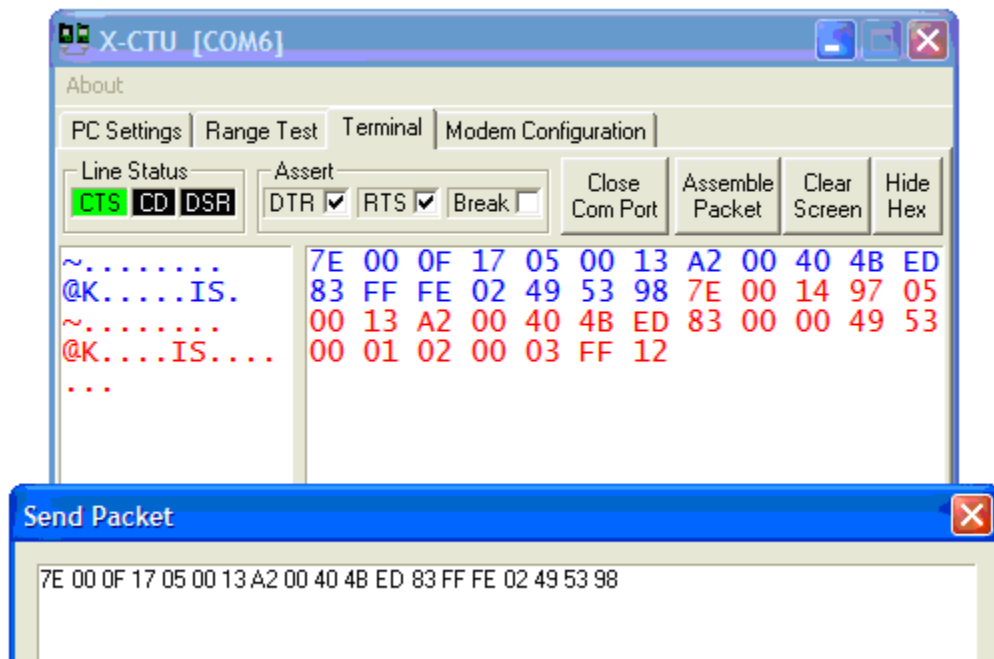 X-CTU [COM6]
About
PC Settings Range Test Terminal Modem Configuration
Line Status Assert
CTS CD DSR DTR RTS Break
Close Com Port
Assemble Packet
Clear Screen
Hide Hex
~........ 7E 00 0F 17 05 00 13 A2 00 40 4B ED
@K.....IS. 83 FF FE 02 49 53 98 7E 00 14 97 05
~........ 00 13 A2 00 40 4B ED 83 00 00 49 53
@K....IS.... 00 01 02 00 03 FF 12
...
Send Packet
7E 00 0F 17 05 00 13 A2 00 40 4B ED 83 FF FE 02 49 53 98